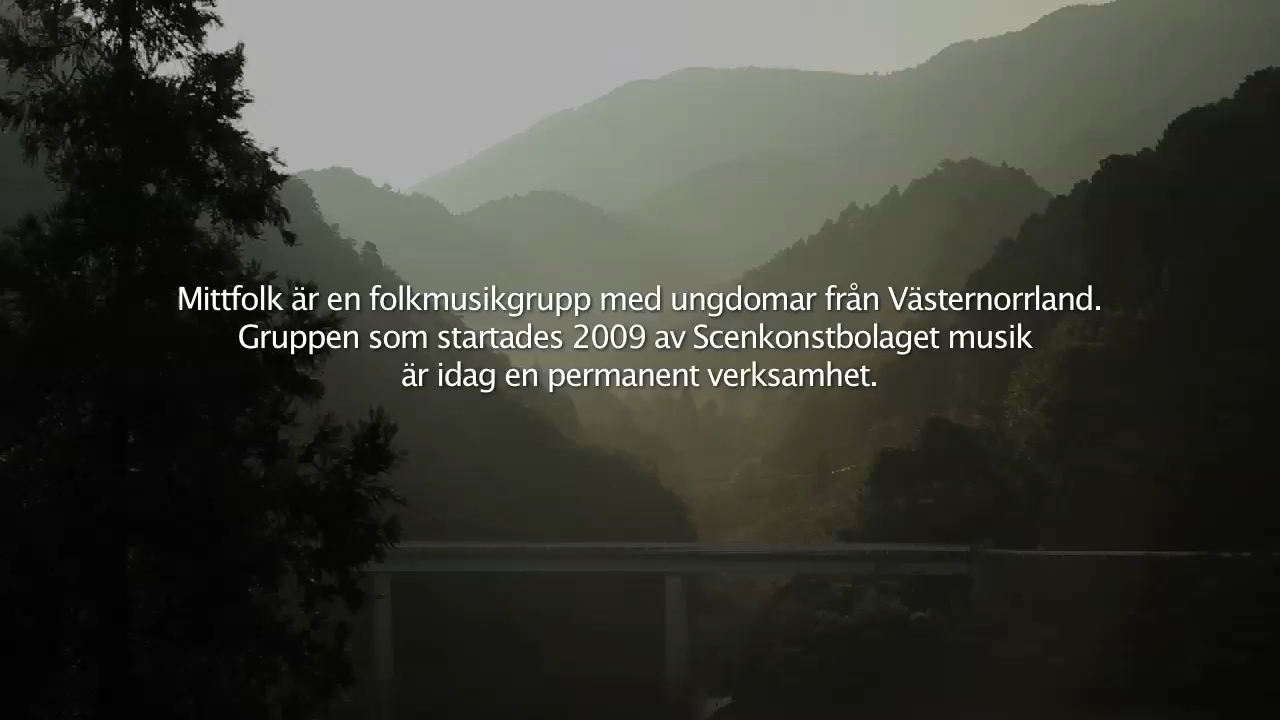 Mittfolk är en folkmusikgrupp med ungdomar från Västernorrland.
Gruppen som startades 2009 av Scenkonstbolaget musik
är idag en permanent verksamhet.